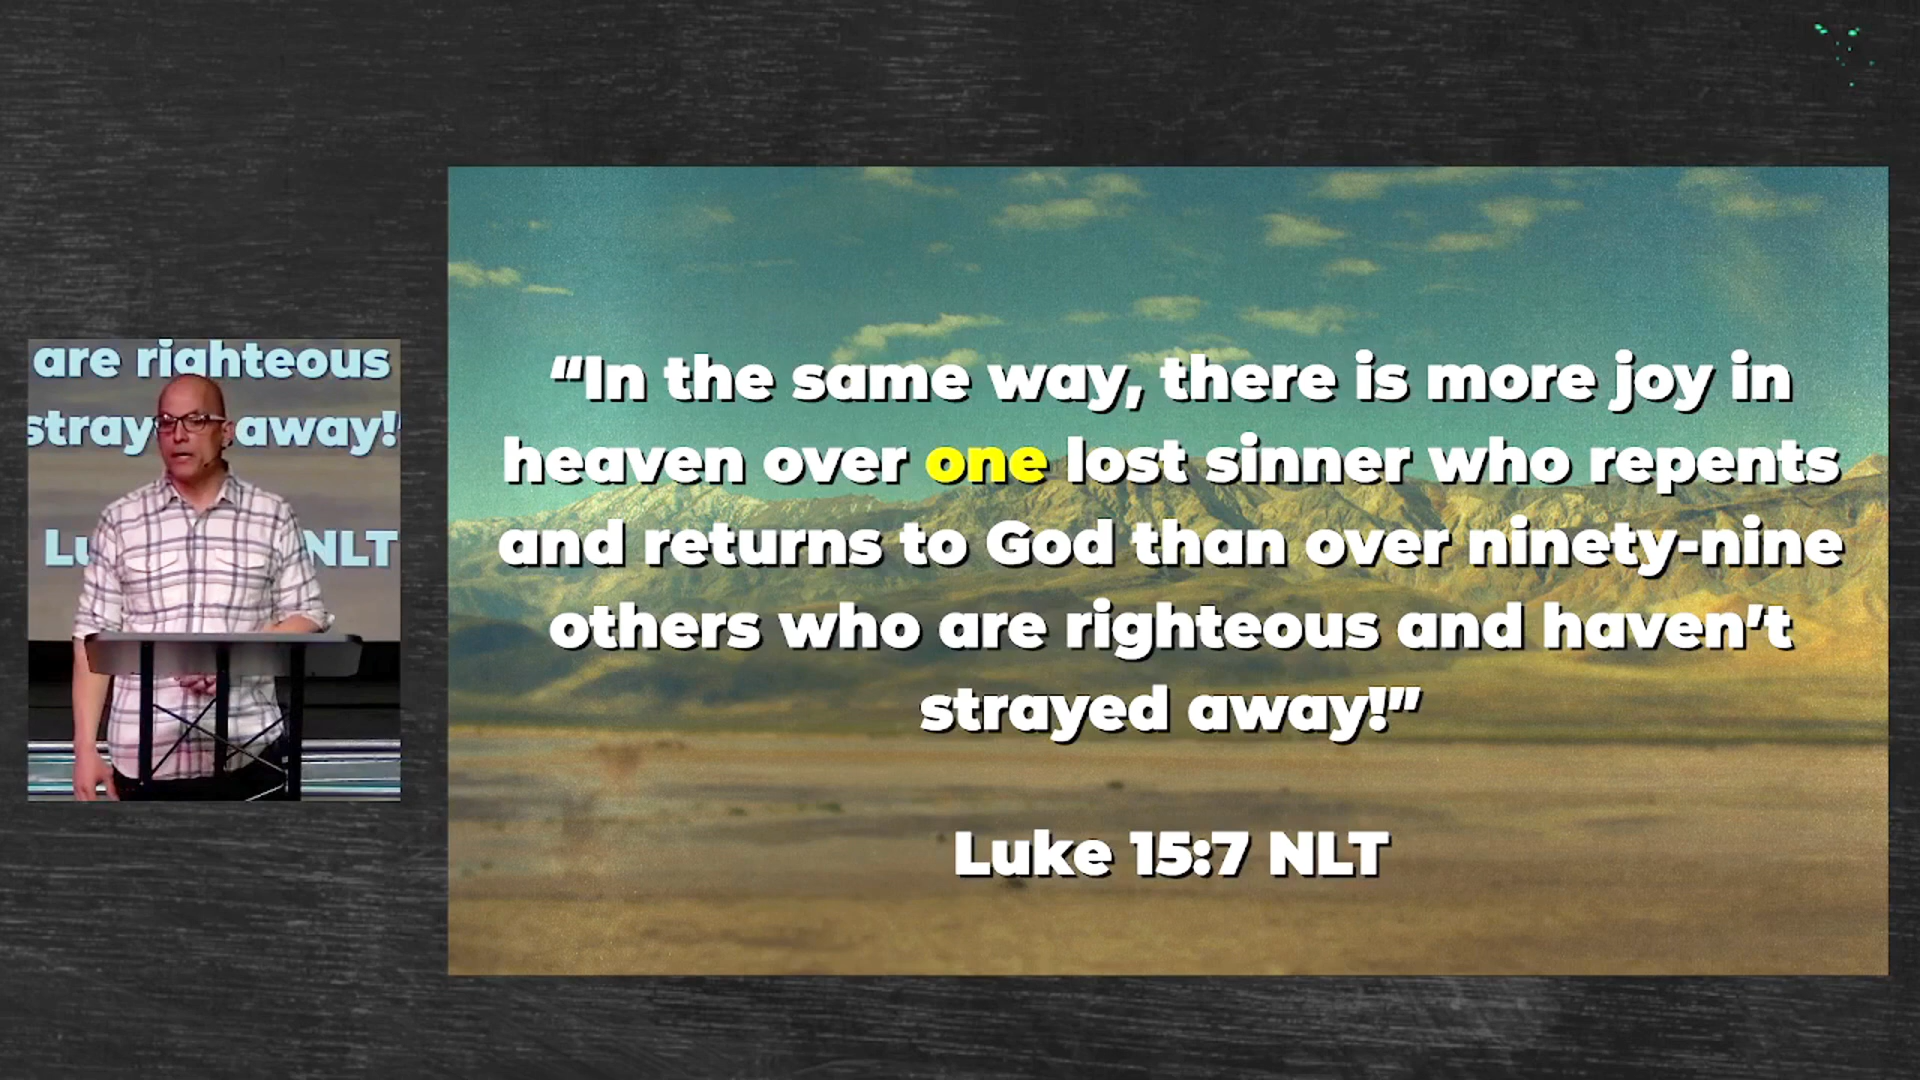 are righteous
stray away!
Lu NLT
“In the same way, there is more joy in
heaven over one lost sinner who repents
and returns to God than over ninety-nine
others who are righteous and haven’t
strayed away!”
Luke 15:7 NLT